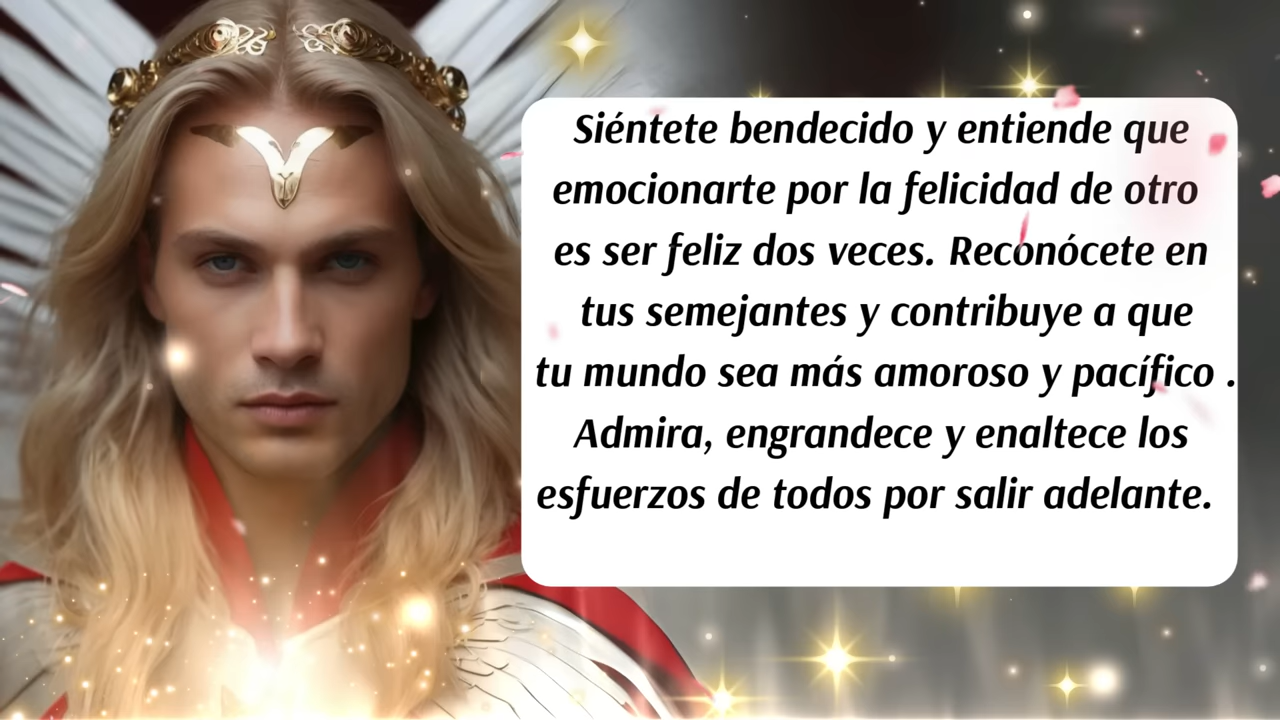 Siéntete bendecido y entiende que
emocionarte por la felicidad de otro
es ser feliz dos veces. Reconócete en
tus semejantes y contribuye a que
tu mundo sea más amoroso y pacífico .
Admira, engrandece y enaltece los
esfuerzos de todos por salir adelante.